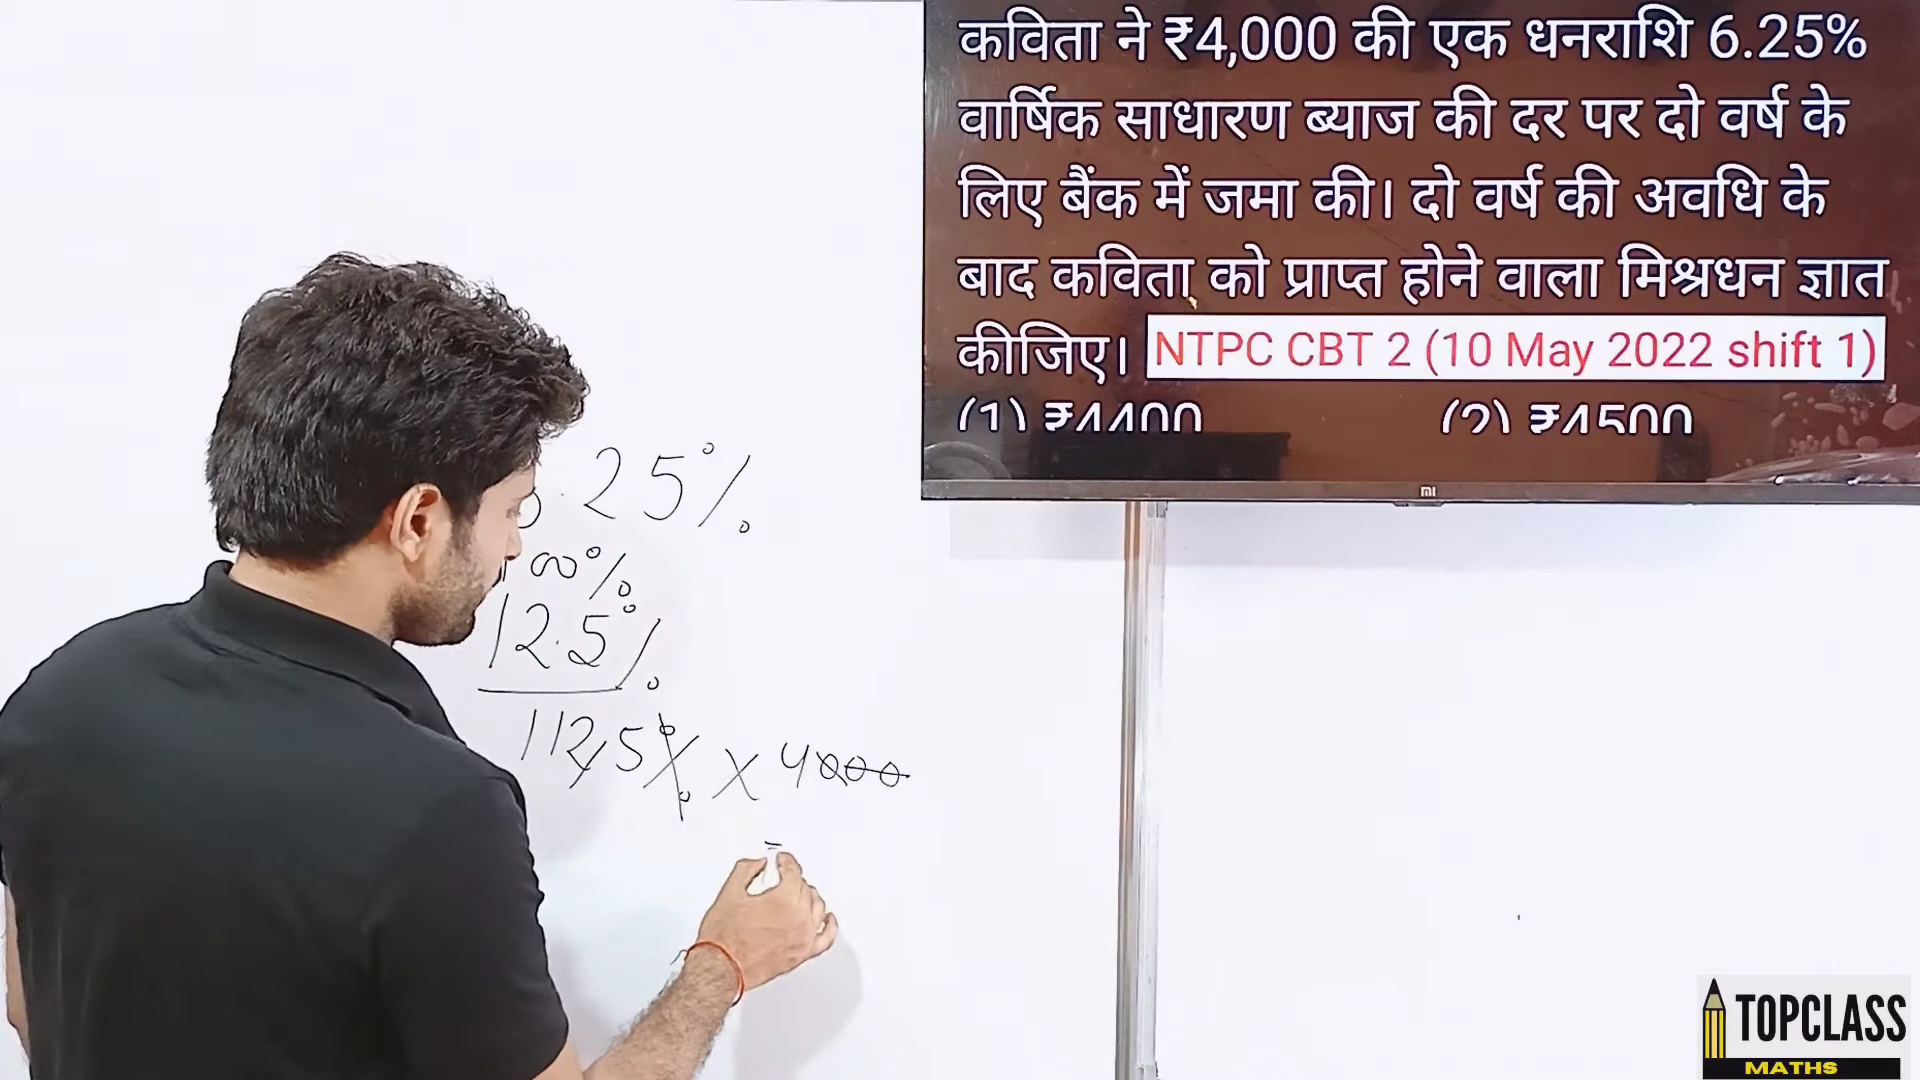 कविता ने ₹4,000 की एक धनराशि 6.25%
वार्षिक साधारण ब्याज की दर पर दो वर्ष के
लिए बैंक में जमा की। दो वर्ष की अवधि के
बाद कविता को प्राप्त होने वाला मिश्रधन ज्ञात
कीजिए। NTPC CBT 2 (10 May 2022 shift 1)
(1) ₹4400 (2) ₹4500
.25%
100%
12.5%
112.5% × 4000
=
mi
TOPCLASS
MATHS